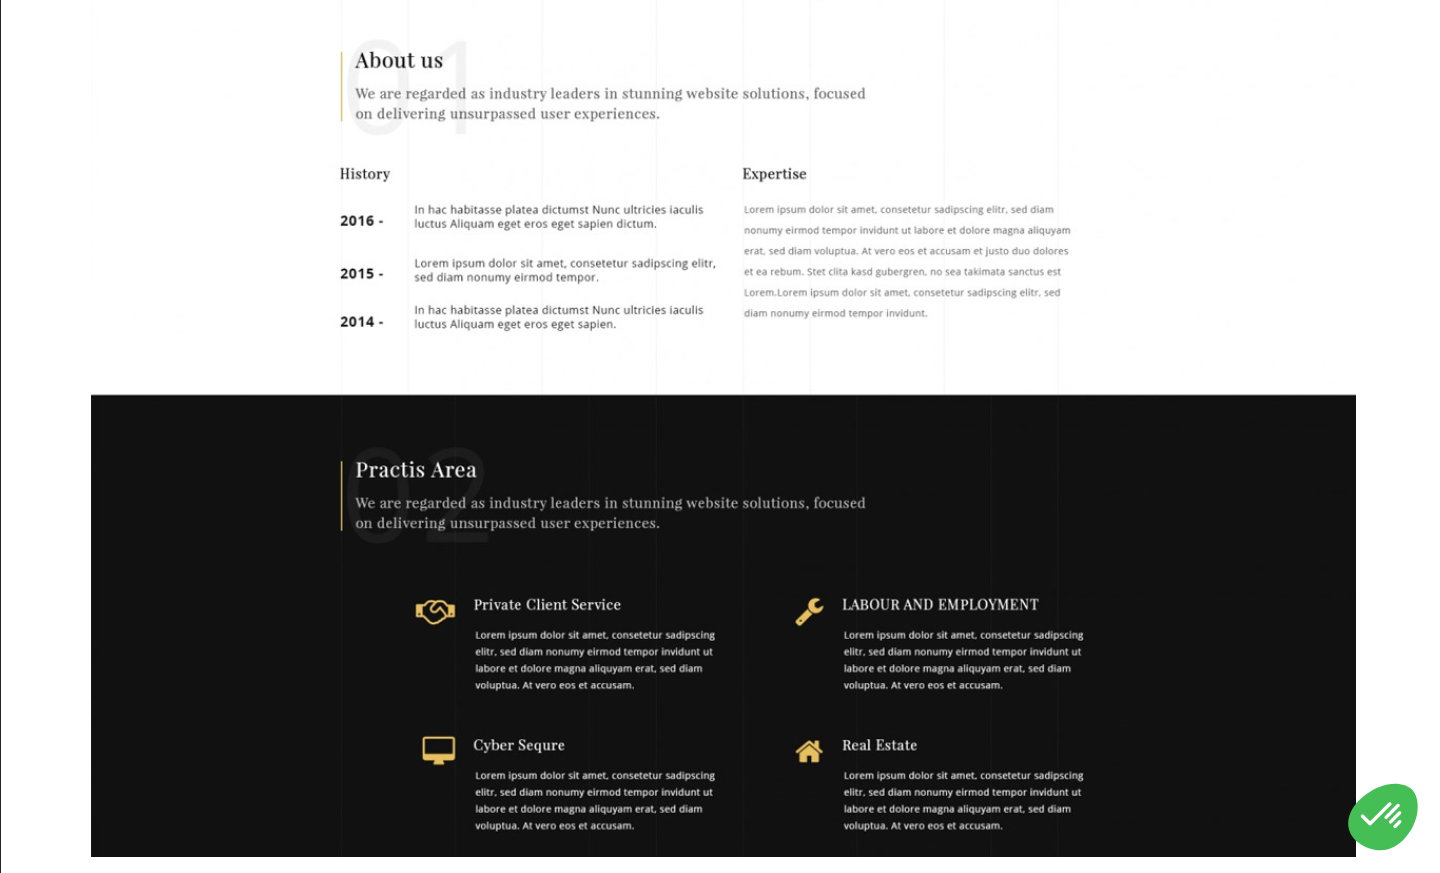 01
About us
We are regarded as industry leaders in stunning website solutions, focused
on delivering unsurpassed user experiences.
History
2016 -
In hac habitasse platea dictumst Nunc ultricies iaculis
luctus Aliquam eget eros eget sapien dictum.
2015 -
Lorem ipsum dolor sit amet, consetetur sadipscing elitr,
sed diam nonumy eirmod tempor.
2014 -
In hac habitasse platea dictumst Nunc ultricies iaculis
luctus Aliquam eget eros eget sapien.
Expertise
Lorem ipsum dolor sit amet, consetetur sadipscing elitr, sed diam
nonumy eirmod tempor invidunt ut labore et dolore magna aliquyam
erat, sed diam voluptua. At vero eos et accusam et justo duo dolores
et ea rebum. Stet clita kasd gubergren, no sea takimata sanctus est
Lorem.Lorem ipsum dolor sit amet, consetetur sadipscing elitr, sed
diam nonumy eirmod tempor invidunt.
02
Practis Area
We are regarded as industry leaders in stunning website solutions, focused
on delivering unsurpassed user experiences.
Private Client Service
Lorem ipsum dolor sit amet, consetetur sadipscing
elitr, sed diam nonumy eirmod tempor invidunt ut
labore et dolore magna aliquyam erat, sed diam
voluptua. At vero eos et accusam.
LABOUR AND EMPLOYMENT
Lorem ipsum dolor sit amet, consetetur sadipscing
elitr, sed diam nonumy eirmod tempor invidunt ut
labore et dolore magna aliquyam erat, sed diam
voluptua. At vero eos et accusam.
Cyber Sequre
Lorem ipsum dolor sit amet, consetetur sadipscing
elitr, sed diam nonumy eirmod tempor invidunt ut
labore et dolore magna aliquyam erat, sed diam
voluptua. At vero eos et accusam.
Real Estate
Lorem ipsum dolor sit amet, consetetur sadipscing
elitr, sed diam nonumy eirmod tempor invidunt ut
labore et dolore magna aliquyam erat, sed diam
voluptua. At vero eos et accusam.